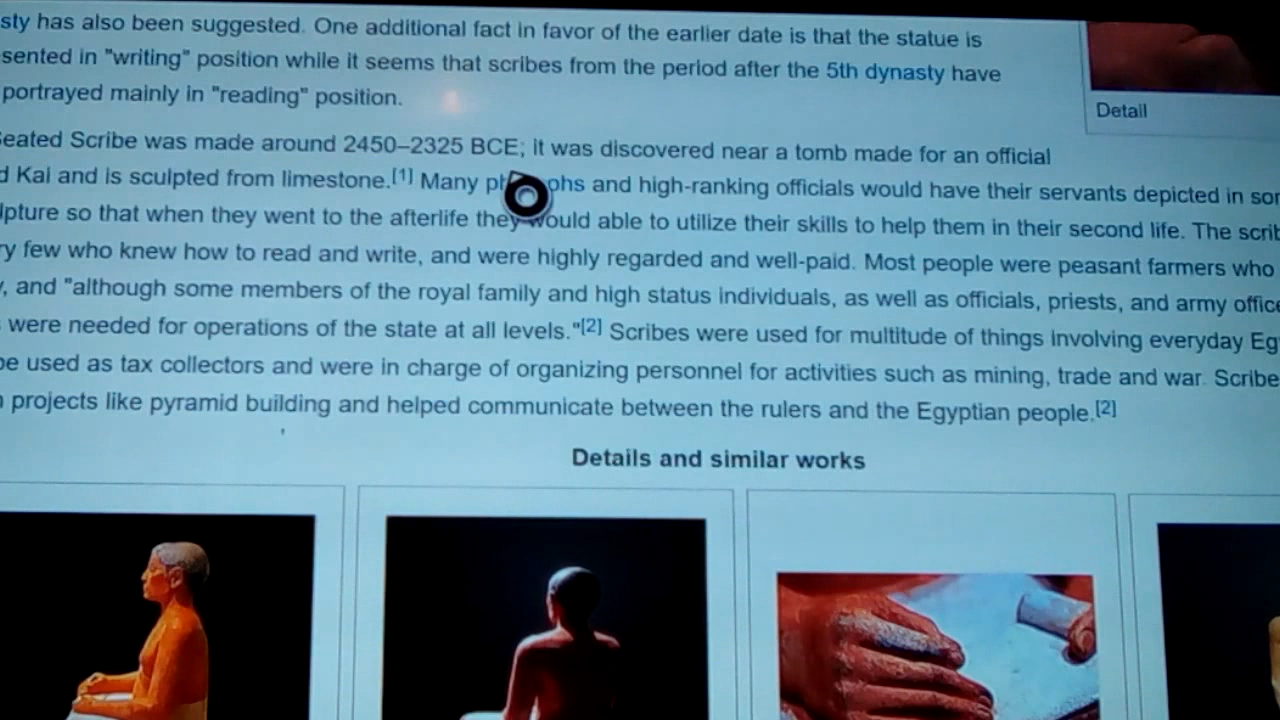 sty has also been suggested. One additional fact in favor of the earlier date is that the statue is
sented in "writing" position while it seems that scribes from the period after the 5th dynasty have
portrayed mainly in "reading" position.
Detail
Seated Scribe was made around 2450–2325 BCE; it was discovered near a tomb made for an official
d Kai and is sculpted from limestone.[1] Many and high-ranking officials would have their servants depicted in
lpture so that when they went to the afterlife they would able to utilize their skills to help them in their second life. The scrib
ry few who knew how to read and write, and were highly regarded and well-paid. Most people were peasant farmers who
, and "although some members of the royal family and high status individuals, as well as officials, priests, and army office
were needed for operations of the state at all levels."[2] Scribes were used for multitude of things involving everyday Eg
be used as tax collectors and were in charge of organizing personnel for activities such as mining, trade and war. Scribe
projects like pyramid building and helped communicate between the rulers and the Egyptian people.[2]
Details and similar works